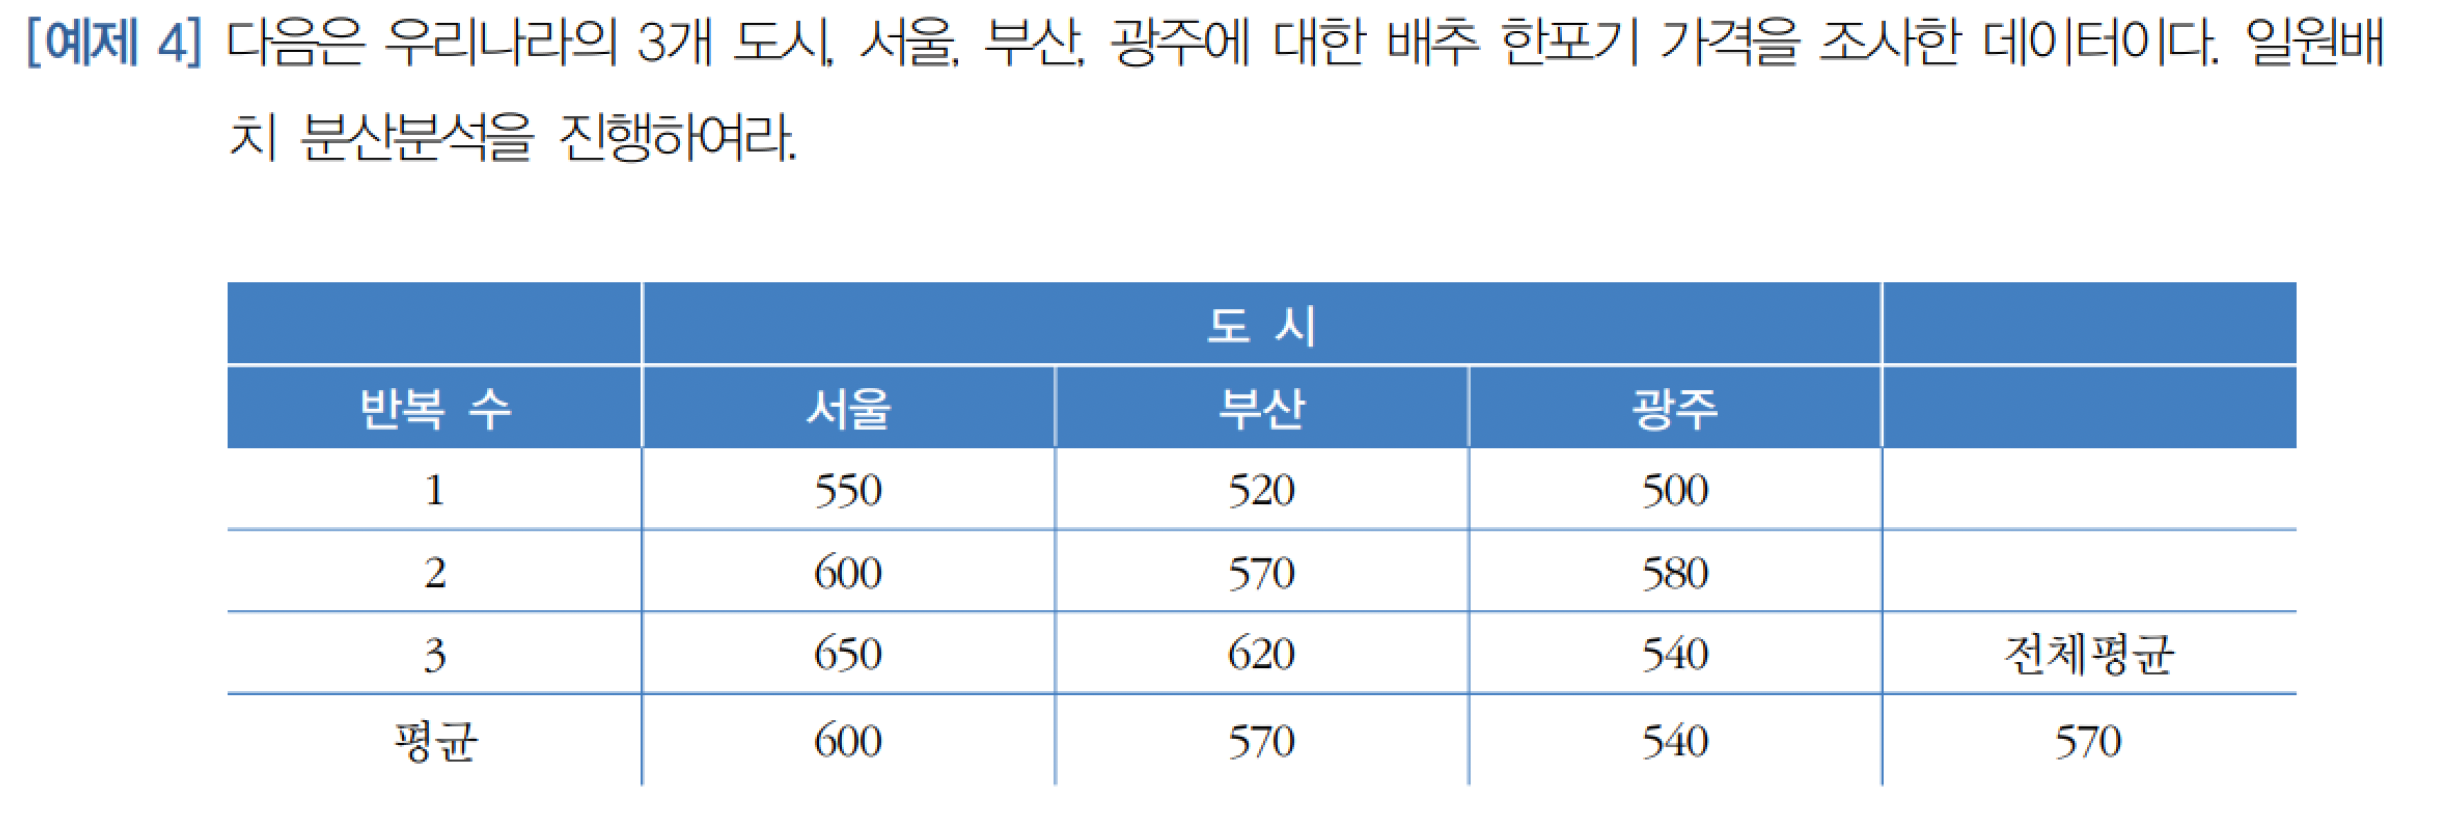 [예제 4] 다음은 우리나라의 3개 도시, 서울, 부산, 광주에 대한 배추 한포기 가격을 조사한 데이터이다. 일원배
치 분산분석을 진행하여라.
도 시
반복 수 서울 부산 광주
1 550 520 500
2 600 570 580
3 650 620 540 전체평균
평균 600 570 540 570